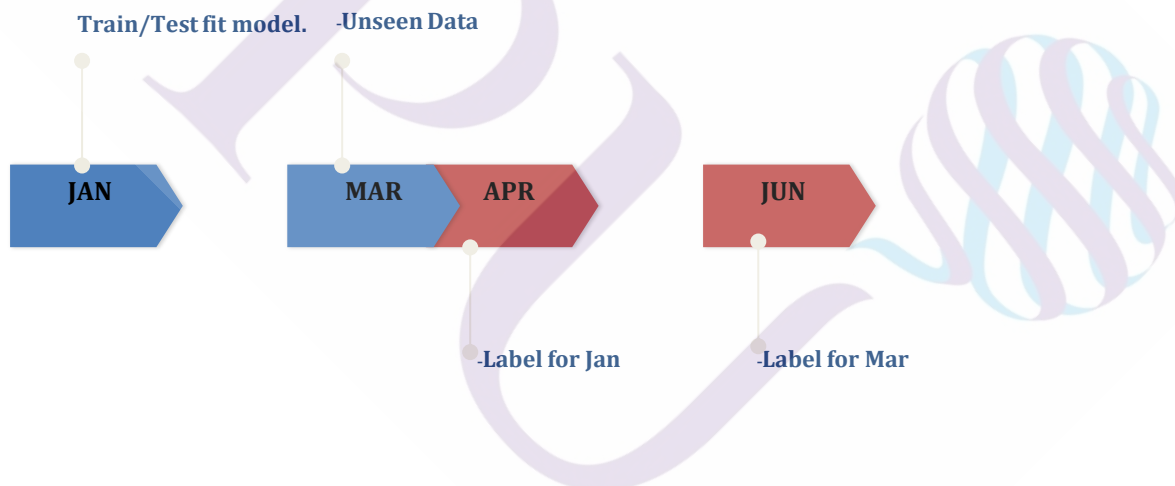 Train/Test fit model. -Unseen Data
JAN MAR APR JUN
-Label for Jan -Label for Mar